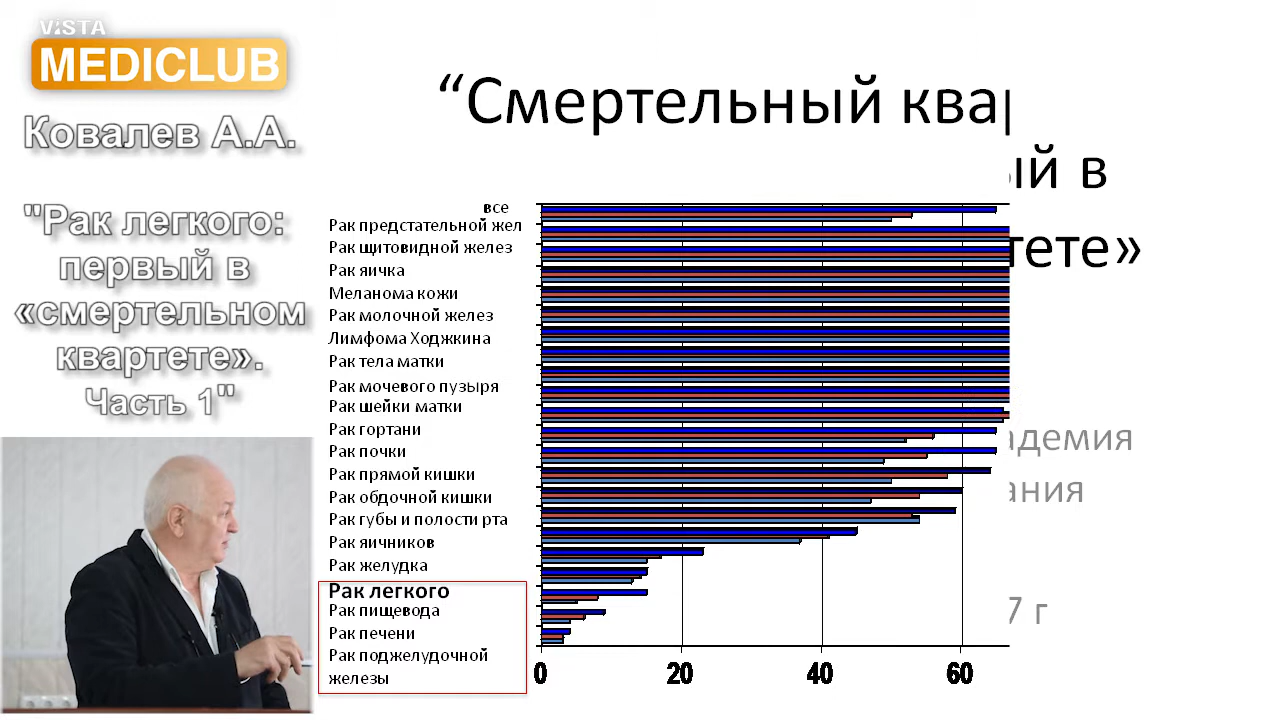 VISTA
MEDICLUB
Ковалев А.А.
"Рак легкого:
первый в
«смертельном
квартете».
Часть 1"
“Смертельный квар
ый в
тете»
адемия
ания
7 г
все
Рак предстательной жел
Рак щитовидной желез
Рак яичка
Меланома кожи
Рак молочной желез
Лимфома Ходжкина
Рак тела матки
Рак мочевого пузыря
Рак шейки матки
Рак гортани
Рак почки
Рак прямой кишки
Рак обдочной кишки
Рак губы и полости рта
Рак яичников
Рак желудка
Рак легкого
Рак пищевода
Рак печени
Рак поджелудочной
железы
0 20 40 60